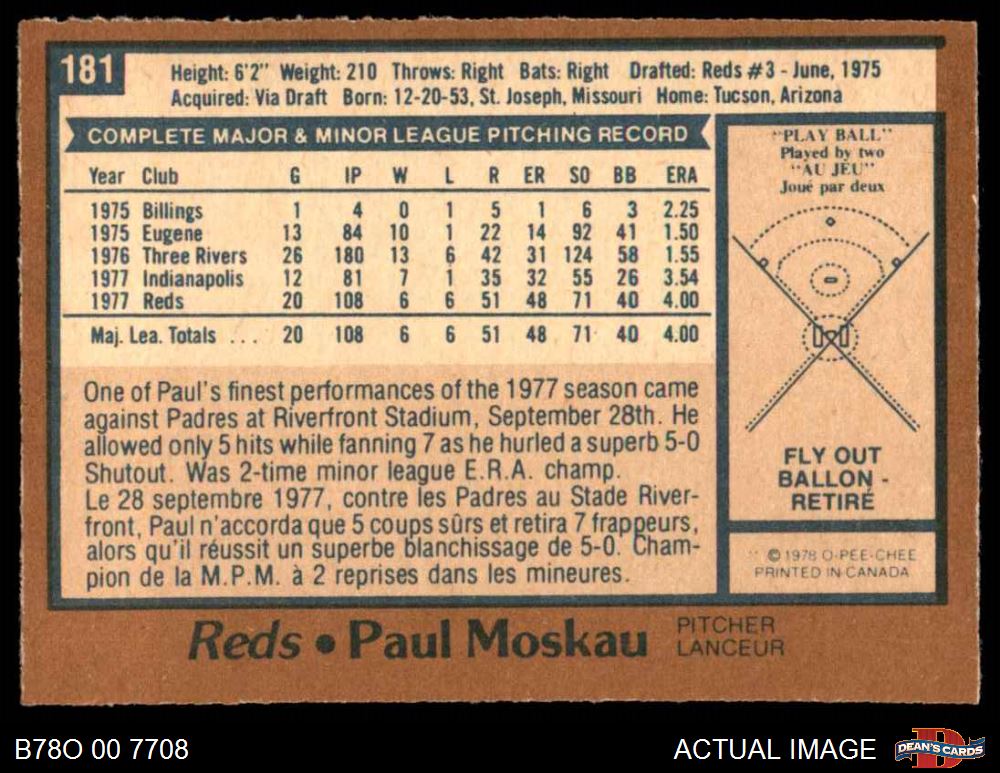 181
Height: 6'2" Weight: 210 Throws: Right Bats: Right Drafted: Reds #3 - June, 1975
Acquired: Via Draft Born: 12-20-53, St. Joseph, Missouri Home: Tucson, Arizona
COMPLETE MAJOR & MINOR LEAGUE PITCHING RECORD
Year Club G IP W L R ER SO BB ERA
1975 Billings 1 4 0 1 5 1 6 3 2.25
1975 Eugene 13 84 10 1 22 14 92 41 1.50
1976 Three Rivers 26 180 13 6 42 31 124 58 1.55
1977 Indianapolis 12 81 7 1 35 32 55 26 3.54
1977 Reds 20 108 6 6 51 48 71 40 4.00
Maj. Lea. Totals ... 20 108 6 6 51 48 71 40 4.00
One of Paul's finest performances of the 1977 season came
against Padres at Riverfront Stadium, September 28th. He
allowed only 5 hits while fanning 7 as he hurled a superb 5-0
Shutout. Was 2-time minor league E.R.A. champ.
Le 28 septembre 1977, contre les Padres au Stade River-
front, Paul n'accorda que 5 coups sûrs et retira 7 frappeurs,
alors qu'il réussit un superbe blanchissage de 5-0. Cham-
pion de la M.P.M. à 2 reprises dans les mineures.
"PLAY BALL"
Played by two
"AU JEU"
Joué par deux
FLY OUT
BALLON -
RETIRÉ
© 1978 O-PEE-CHEE
PRINTED IN CANADA
Reds • Paul Moskau
PITCHER
LANCEUR
B78O 00 7708
ACTUAL IMAGE
D
DEAN'S CARDS